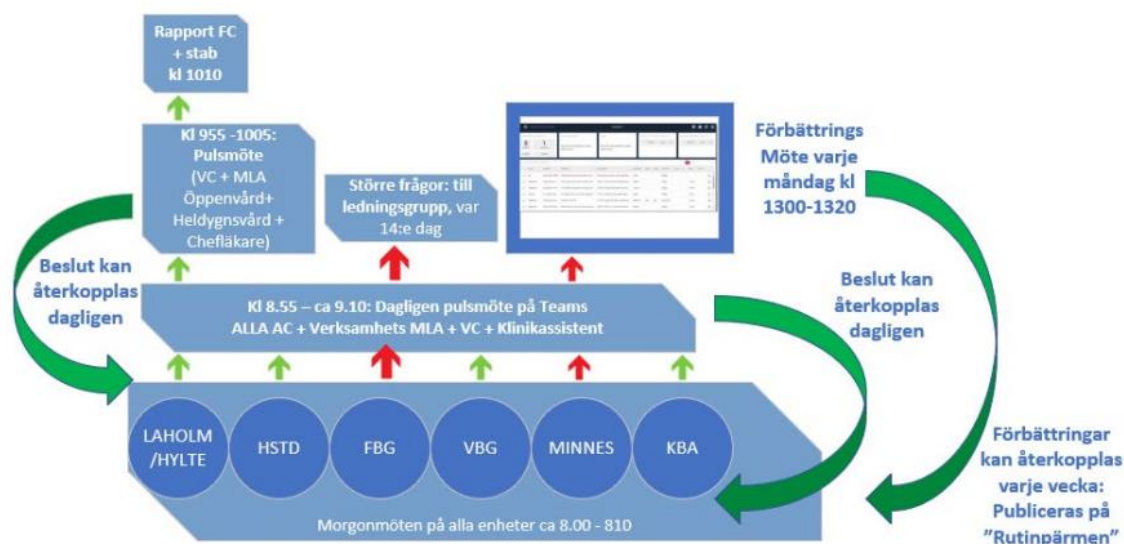 Rapport FC
+ stab
kl 1010
Kl 955 -1005:
Pulsmöte
(VC + MLA
Öppenvård+
Heldygnsvård +
Chefläkare)
Större frågor: till
ledningsgrupp, var
14:e dag
Förbättrings
Möte varje
måndag kl
1300-1320
Beslut kan
återkopplas
dagligen
Kl 8.55 – ca 9.10: Dagligen pulsmöte på Teams
ALLA AC + Verksamhets MLA + VC + Klinikassistent
Beslut kan
återkopplas
dagligen
LAHOLM
/HYLTE
HSTD
FBG
VBG
MINNES
KBA
Morgonmöten på alla enheter ca 8.00 - 810
Förbättringar
kan återkopplas
varje vecka:
Publiceras på
”Rutinpärmen”